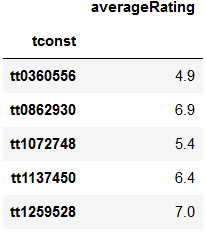 averageRating
tconst
tt0360556 4.9
tt0862930 6.9
tt1072748 5.4
tt1137450 6.4
tt1259528 7.0